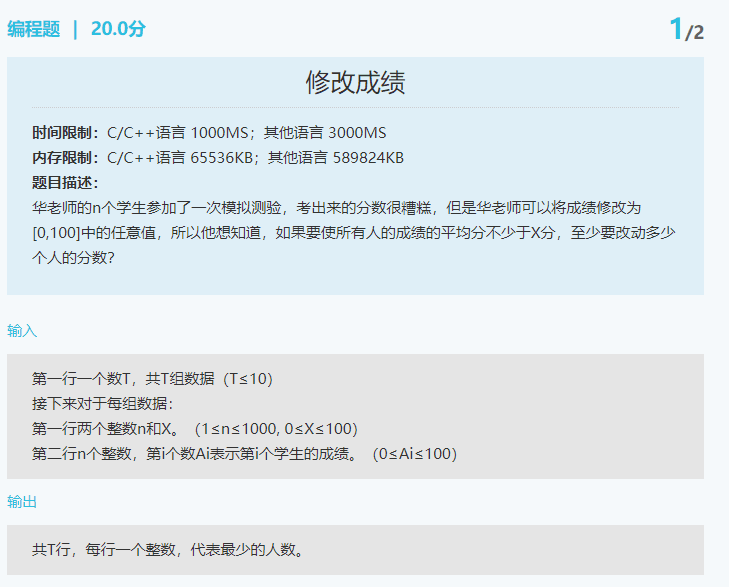 编程题 | 20.0分
1/2
修改成绩
时间限制：C/C++语言 1000MS；其他语言 3000MS
内存限制：C/C++语言 65536KB；其他语言 589824KB
题目描述：
华老师的n个学生参加了一次模拟测验，考出来的分数很糟糕，但是华老师可以将成绩修改为
[0,100]中的任意值，所以他想知道，如果要使所有人的成绩的平均分不少于X分，至少要改动多少
个人的分数？
输入
第一行一个数T，共T组数据（T≤10）
接下来对于每组数据：
第一行两个整数n和X。（1≤n≤1000, 0≤X≤100）
第二行n个整数，第i个数Ai表示第i个学生的成绩。（0≤Ai≤100）
输出
共T行，每行一个整数，代表最少的人数。